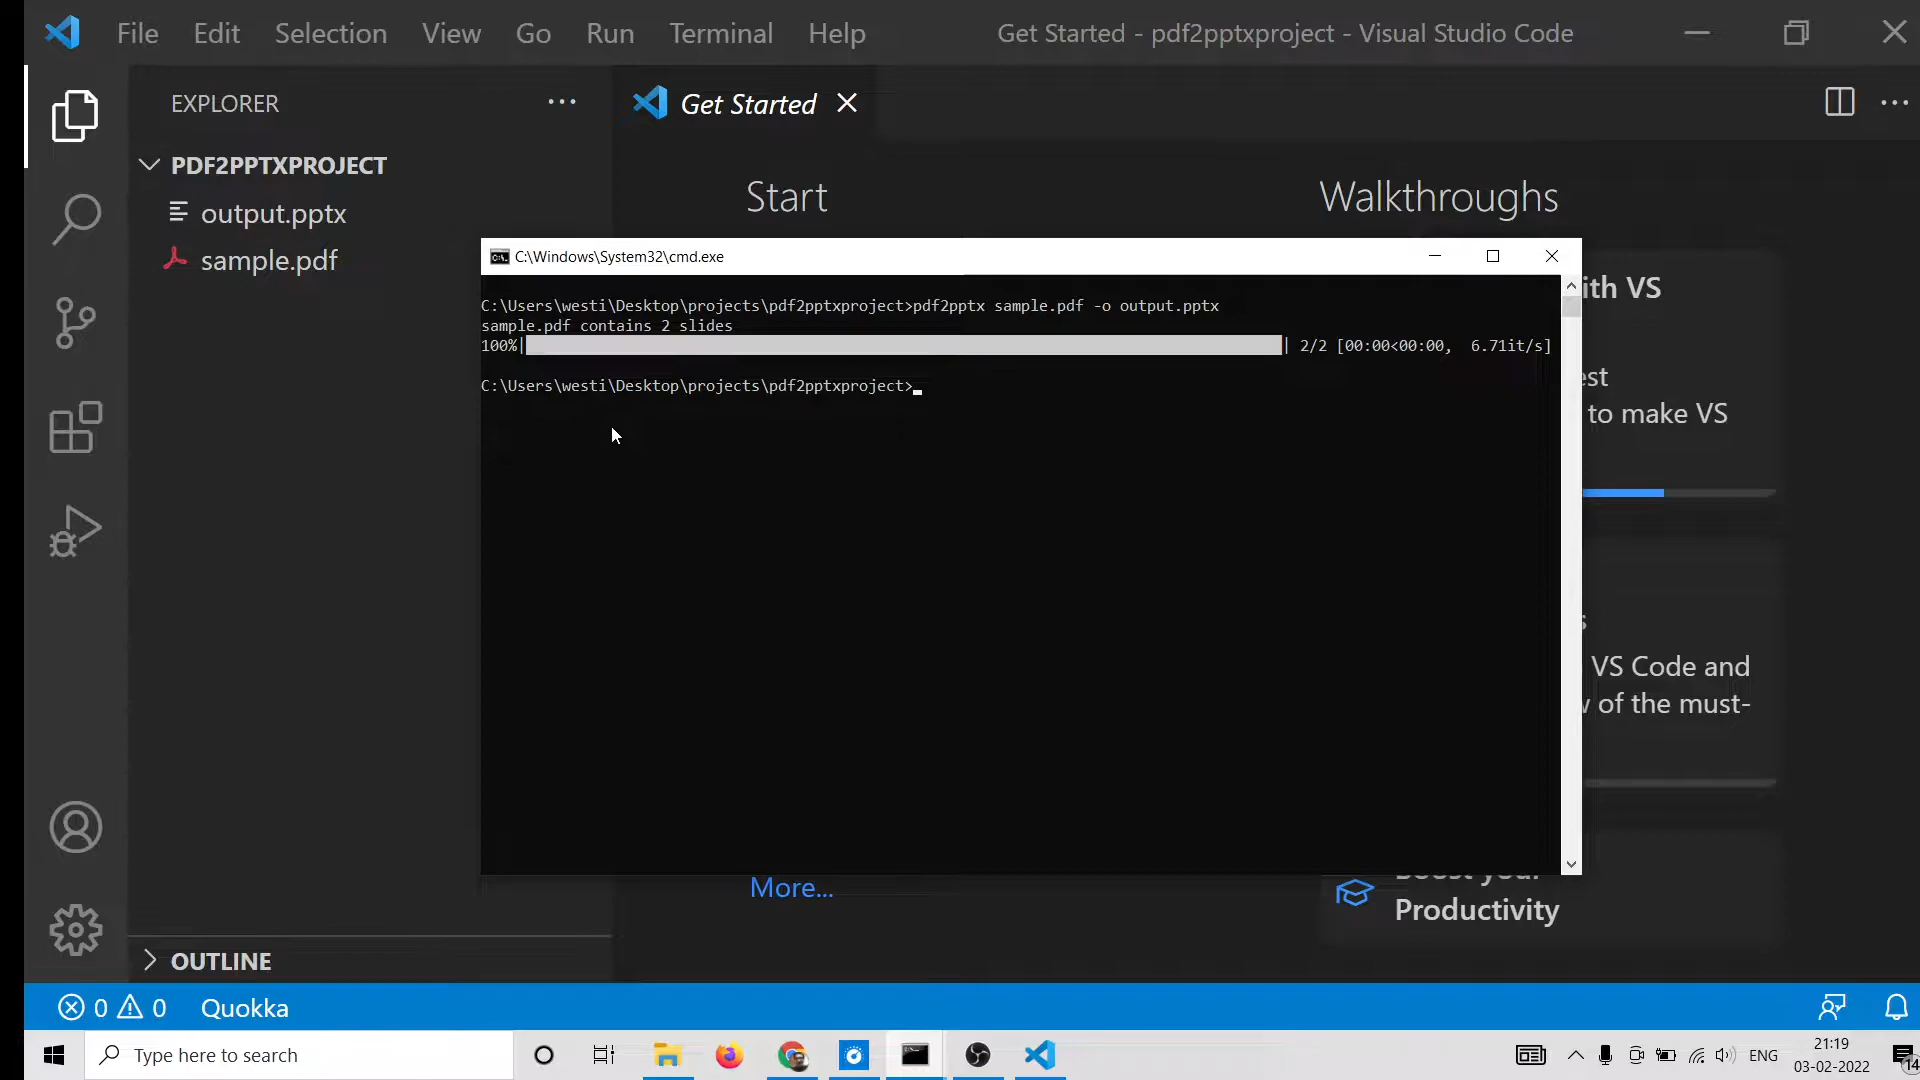 File Edit Selection View Go Run Terminal Help
Get Started - pdf2pptxproject - Visual Studio Code
EXPLORER
Get Started
PDF2PPTXPROJECT
output.pptx
sample.pdf
Start
Walkthroughs
C:\Windows\System32\cmd.exe
C:\Users\westi\Desktop\projects\pdf2pptxproject>pdf2pptx sample.pdf -o output.pptx
sample.pdf contains 2 slides
100%| | 2/2 [00:00<00:00, 6.71it/s]
C:\Users\westi\Desktop\projects\pdf2pptxproject>
ith VS
est
to make VS
s
VS Code and
of the must-
More...
Boost your
Productivity
OUTLINE
0 0 Quokka
Type here to search
ENG
21:19
03-02-2022
14